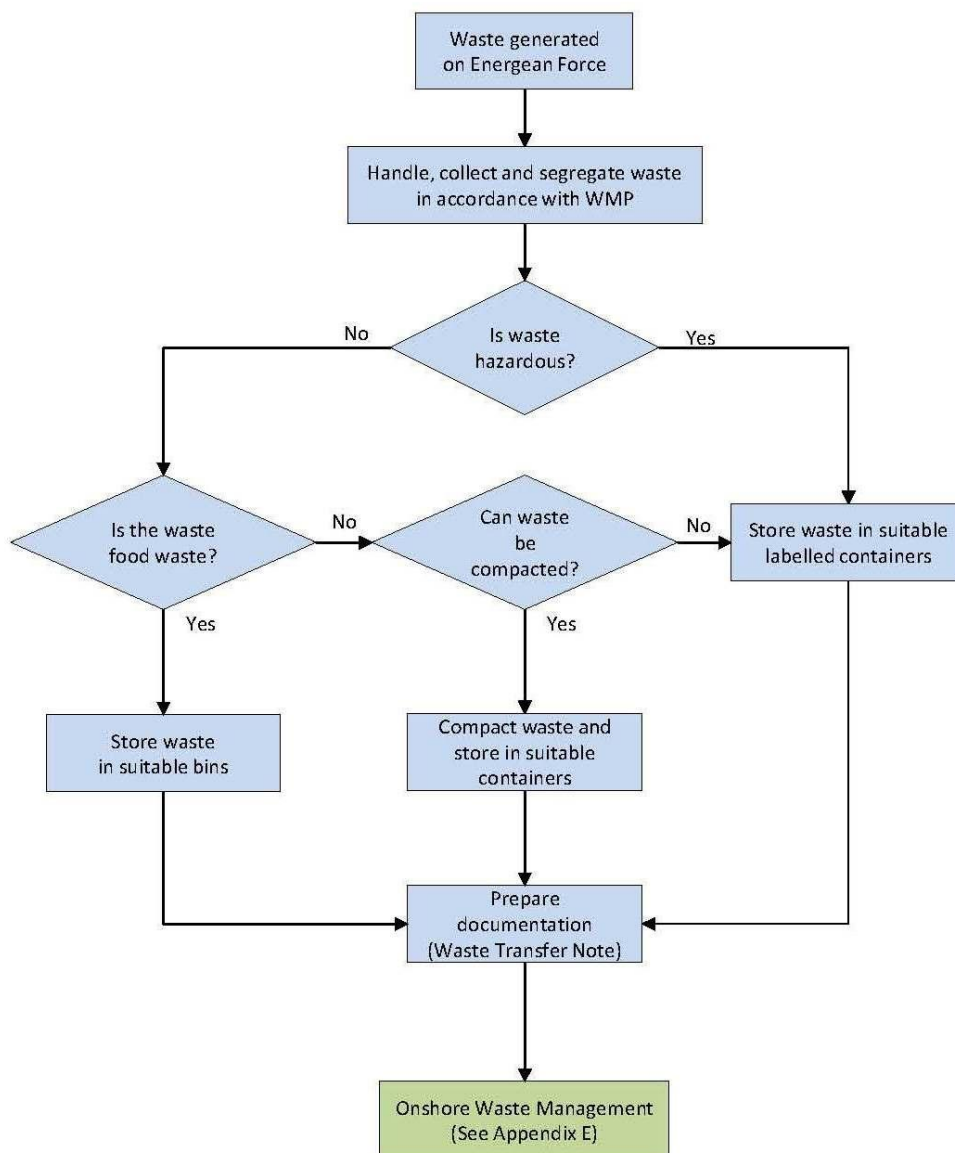 Waste generated
on Energean Force
Handle, collect and segregate waste
in accordance with WMP
No
Is waste
hazardous?
Yes
Is the waste
food waste?
No
Can waste
be
compacted?
No
Store waste in suitable
labelled containers
Yes
Yes
Store waste
in suitable bins
Compact waste and
store in suitable
containers
Prepare
documentation
(Waste Transfer Note)
Onshore Waste Management
(See Appendix E)